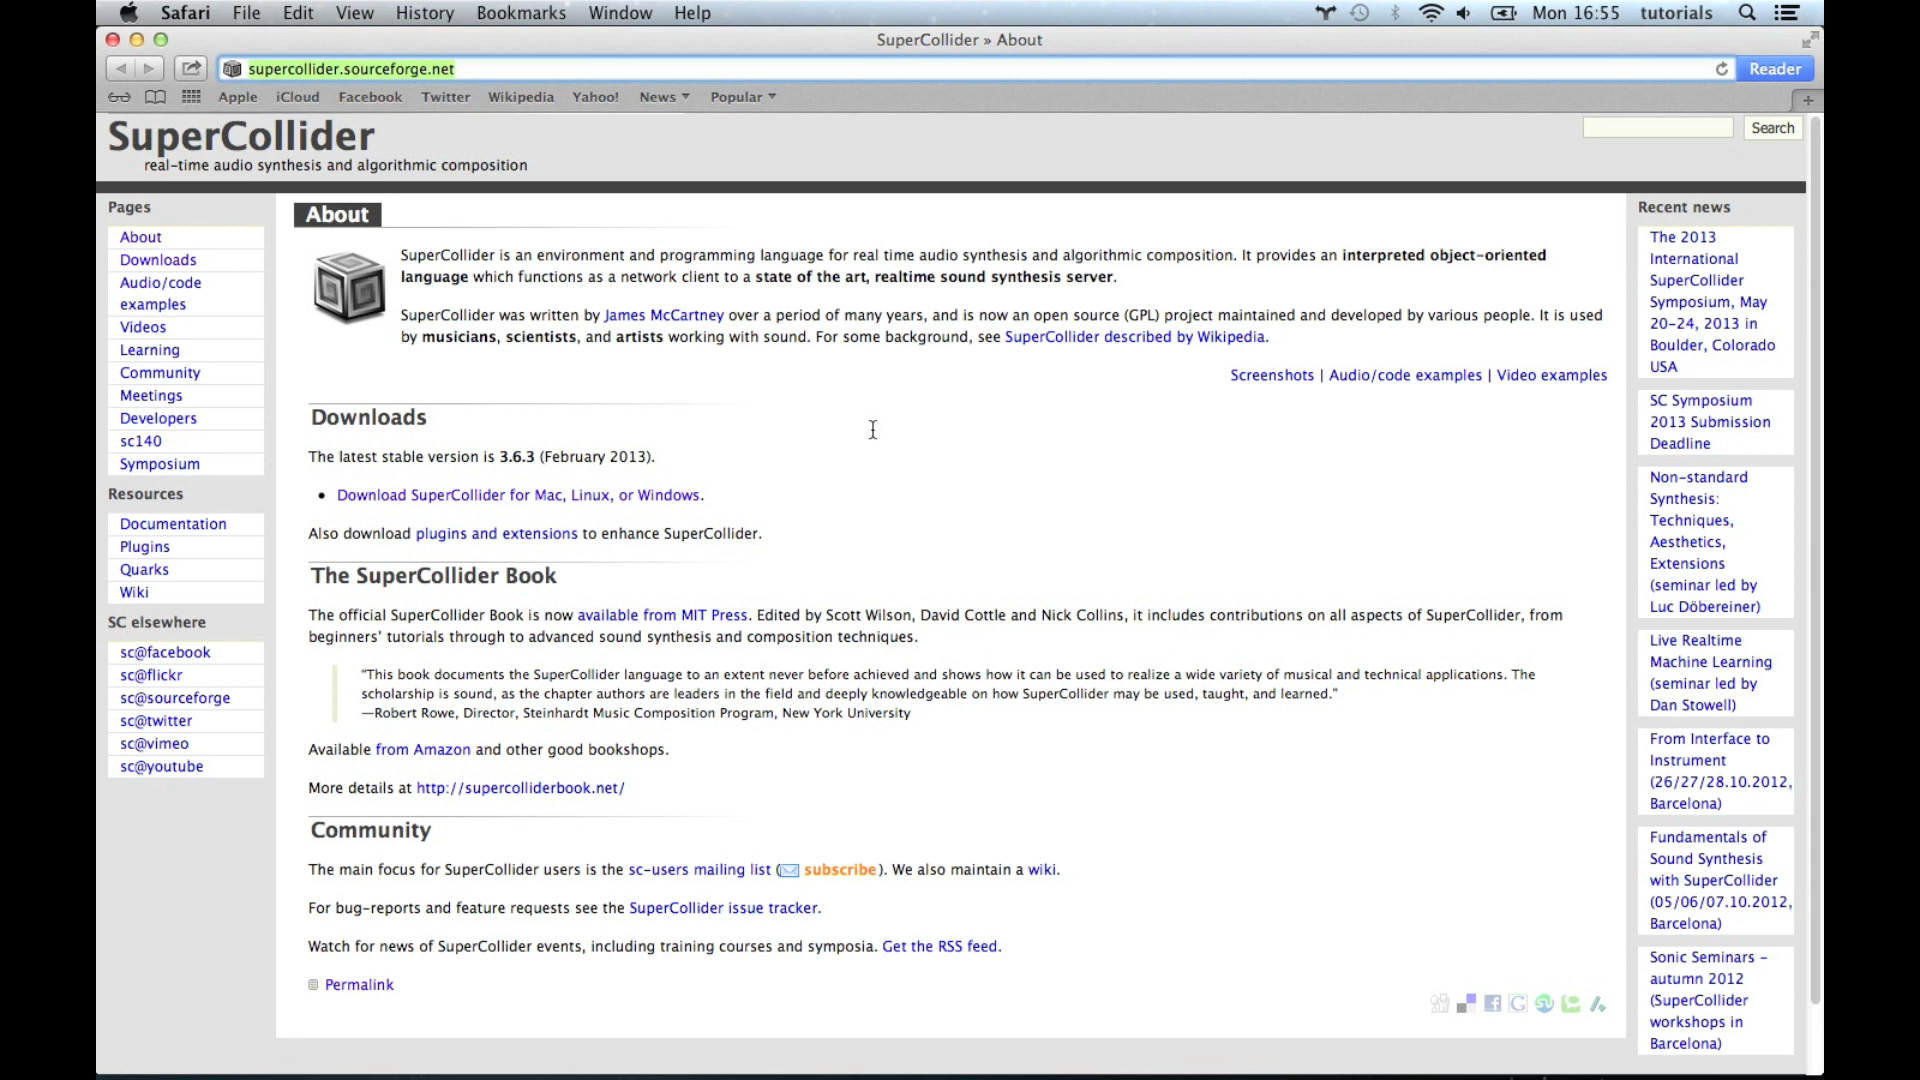 Safari File Edit View History Bookmarks Window Help Mon 16:55 tutorials
SuperCollider » About
supercollider.sourceforge.net Reader
Apple iCloud Facebook Twitter Wikipedia Yahoo! News Popular
SuperCollider
real-time audio synthesis and algorithmic composition
Search
Pages
About
Downloads
Audio/code
examples
Videos
Learning
Community
Meetings
Developers
sc140
Symposium
Resources
Documentation
Plugins
Quarks
Wiki
SC elsewhere
sc@facebook
sc@flickr
sc@sourceforge
sc@twitter
sc@vimeo
sc@youtube
About
SuperCollider is an environment and programming language for real time audio synthesis and algorithmic composition. It provides an interpreted object-oriented
language which functions as a network client to a state of the art, realtime sound synthesis server.
SuperCollider was written by James McCartney over a period of many years, and is now an open source (GPL) project maintained and developed by various people. It is used
by musicians, scientists, and artists working with sound. For some background, see SuperCollider described by Wikipedia.
Screenshots | Audio/code examples | Video examples
Downloads
The latest stable version is 3.6.3 (February 2013).
• Download SuperCollider for Mac, Linux, or Windows.
Also download plugins and extensions to enhance SuperCollider.
The SuperCollider Book
The official SuperCollider Book is now available from MIT Press. Edited by Scott Wilson, David Cottle and Nick Collins, it includes contributions on all aspects of SuperCollider, from
beginners' tutorials through to advanced sound synthesis and composition techniques.
“This book documents the SuperCollider language to an extent never before achieved and shows how it can be used to realize a wide variety of musical and technical applications. The
scholarship is sound, as the chapter authors are leaders in the field and deeply knowledgeable on how SuperCollider may be used, taught, and learned.”
—Robert Rowe, Director, Steinhardt Music Composition Program, New York University
Available from Amazon and other good bookshops.
More details at http://supercolliderbook.net/
Community
The main focus for SuperCollider users is the sc-users mailing list (subscribe). We also maintain a wiki.
For bug-reports and feature requests see the SuperCollider issue tracker.
Watch for news of SuperCollider events, including training courses and symposia. Get the RSS feed.
Permalink
Recent news
The 2013
International
SuperCollider
Symposium, May
20-24, 2013 in
Boulder, Colorado
USA
SC Symposium
2013 Submission
Deadline
Non-standard
Synthesis:
Techniques,
Aesthetics,
Extensions
(seminar led by
Luc Döbereiner)
Live Realtime
Machine Learning
(seminar led by
Dan Stowell)
From Interface to
Instrument
(26/27/28.10.2012,
Barcelona)
Fundamentals of
Sound Synthesis
with SuperCollider
(05/06/07.10.2012,
Barcelona)
Sonic Seminars –
autumn 2012
(SuperCollider
workshops in
Barcelona)